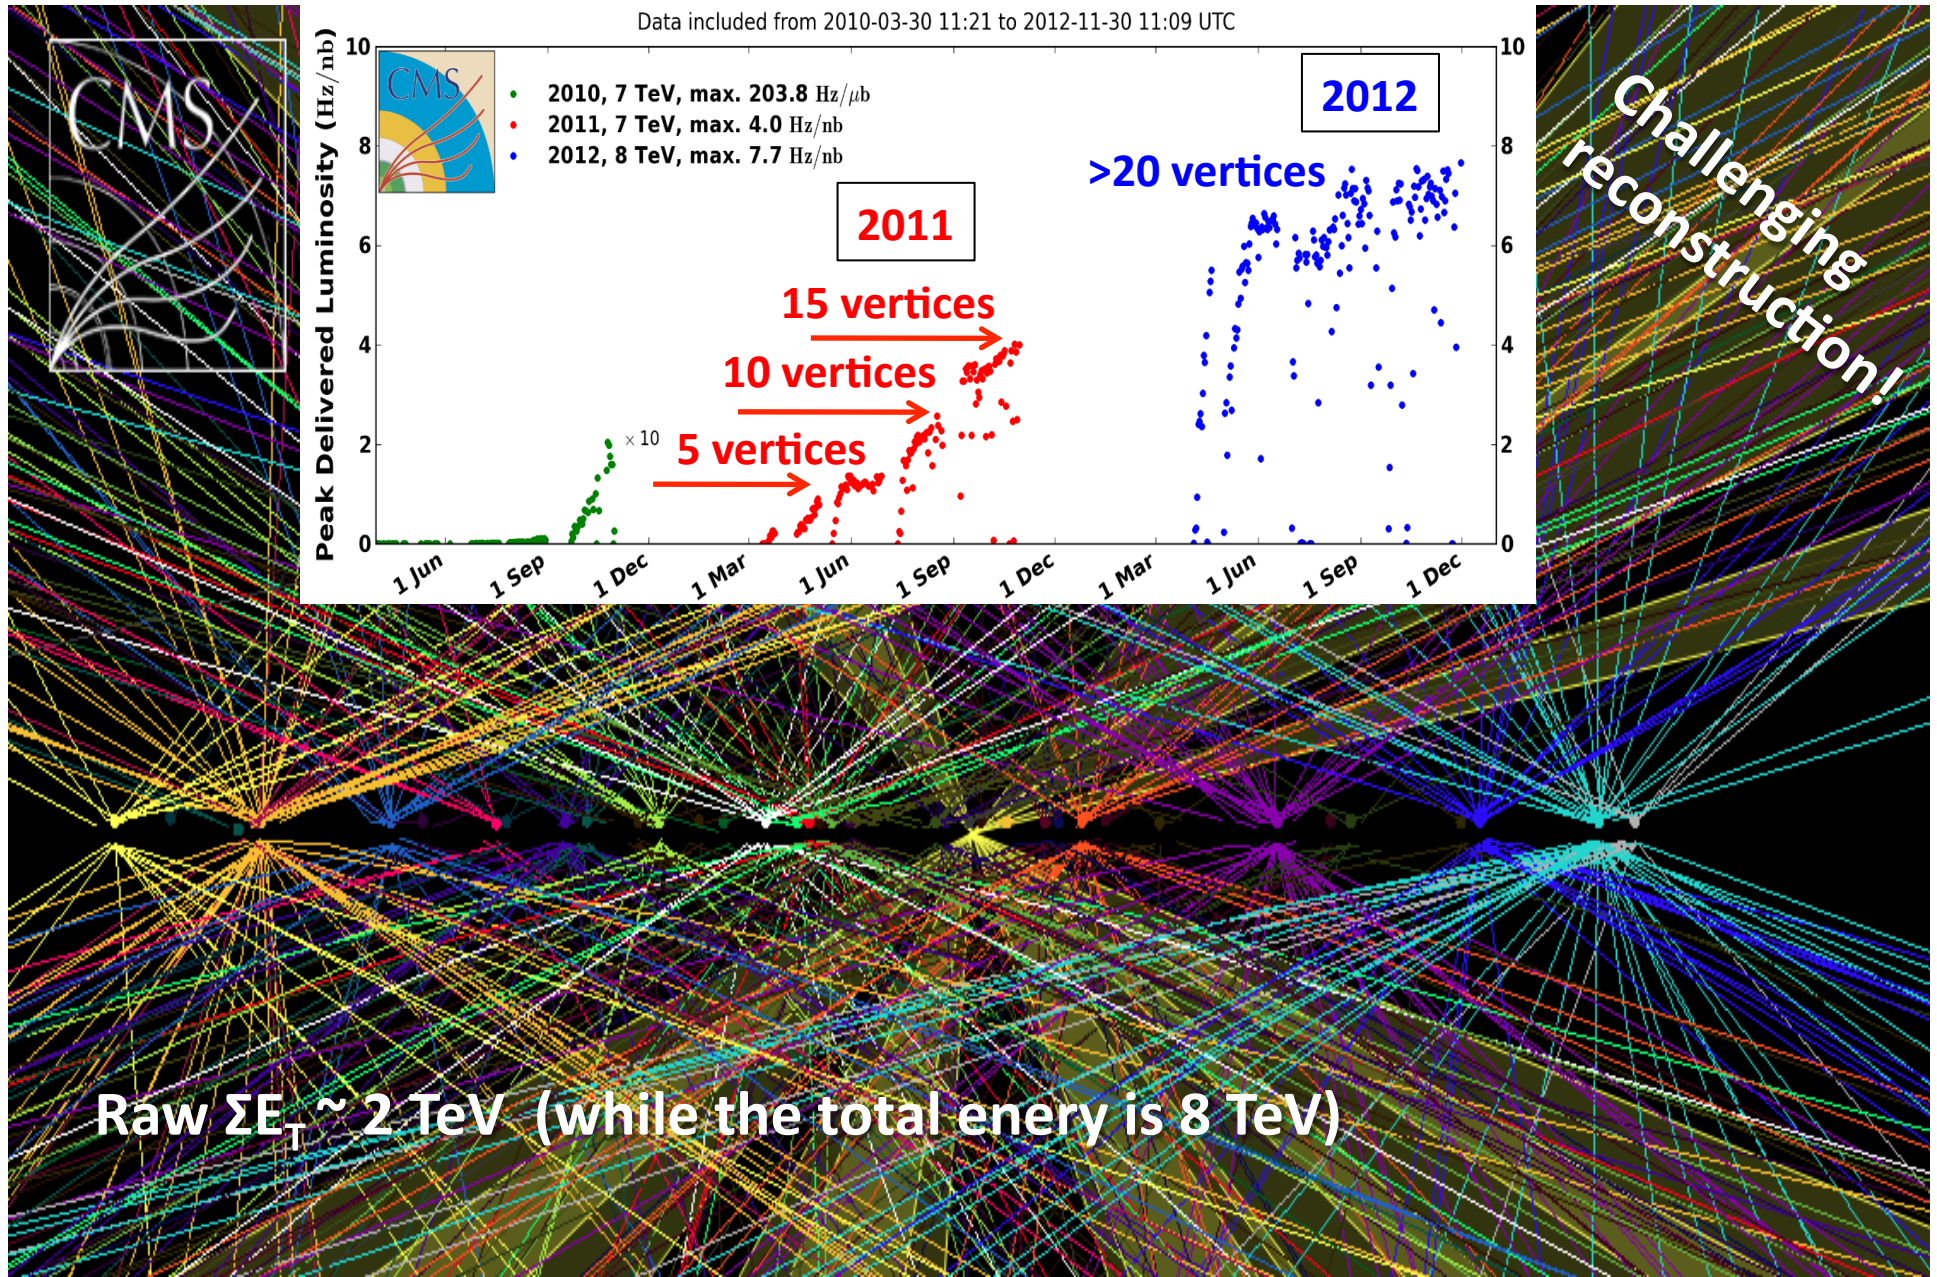 Data included from 2010-03-30 11:21 to 2012-11-30 11:09 UTC
CMS
Peak Delivered Luminosity (Hz/nb)
10
8
6
4
2
0
CMS
2010, 7 TeV, max. 203.8 Hz/μb
2011, 7 TeV, max. 4.0 Hz/nb
2012, 8 TeV, max. 7.7 Hz/nb
2011
2012
>20 vertices
15 vertices
10 vertices
5 vertices
× 10
10
8
6
4
2
0
1 Jun
1 Sep
1 Dec
1 Mar
1 Jun
1 Sep
1 Dec
1 Mar
1 Jun
1 Sep
1 Dec
Challenging
reconstruction!
Raw ΣET ~ 2 TeV (while the total enery is 8 TeV)